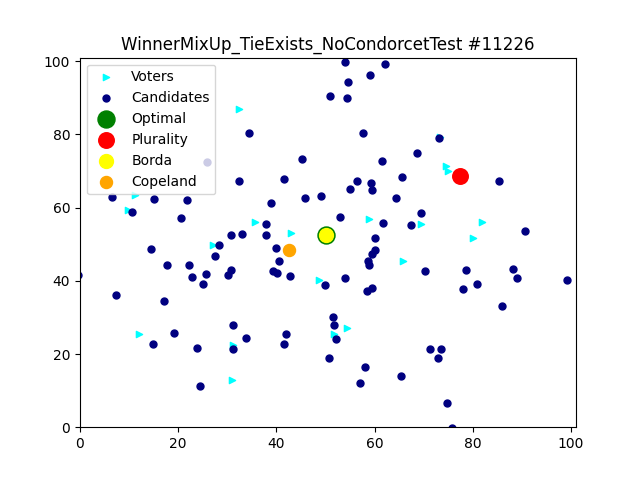 WinnerMixUp_TieExists_NoCondorcetTest #11226
Voters
Candidates
Optimal
Plurality
Borda
Copeland
100
80
60
40
20
0
0 20 40 60 80 100